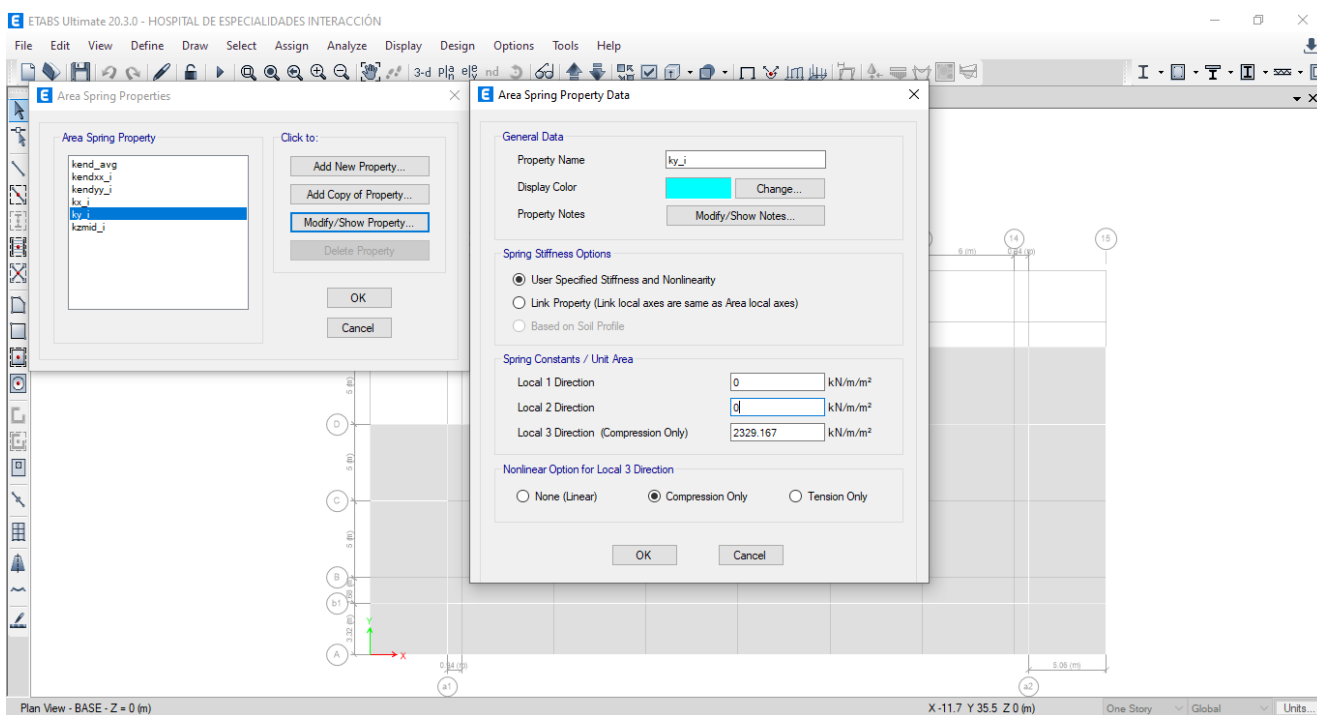 ETABS Ultimate 20.3.0 - HOSPITAL DE ESPECIALIDADES INTERACCIÓN
File Edit View Define Draw Select Assign Analyze Display Design Options Tools Help
3-d
nd
Area Spring Properties
Area Spring Property
kend_avg
kendxx_i
kendyy_i
kx_i
ky_i
kzmid_i
Click to:
Add New Property...
Add Copy of Property...
Modify/Show Property...
Delete Property
OK
Cancel
Area Spring Property Data
General Data
Property Name ky_i
Display Color Change...
Property Notes Modify/Show Notes...
Spring Stiffness Options
User Specified Stiffness and Nonlinearity
Link Property (Link local axes are same as Area local axes)
Based on Soil Profile
Spring Constants / Unit Area
Local 1 Direction 0 kN/m/m²
Local 2 Direction 0 kN/m/m²
Local 3 Direction (Compression Only) 2329.167 kN/m/m²
Nonlinear Option for Local 3 Direction
None (Linear) Compression Only Tension Only
OK Cancel
14 15
6 (m)
5 (m)
D
5 (m)
C
5 (m)
B
b1
3.32 (m)
Y
A
X
5.06 (m)
a1 a2
Plan View - BASE - Z = 0 (m) X -11.7 Y 35.5 Z 0 (m) One Story Global Units...